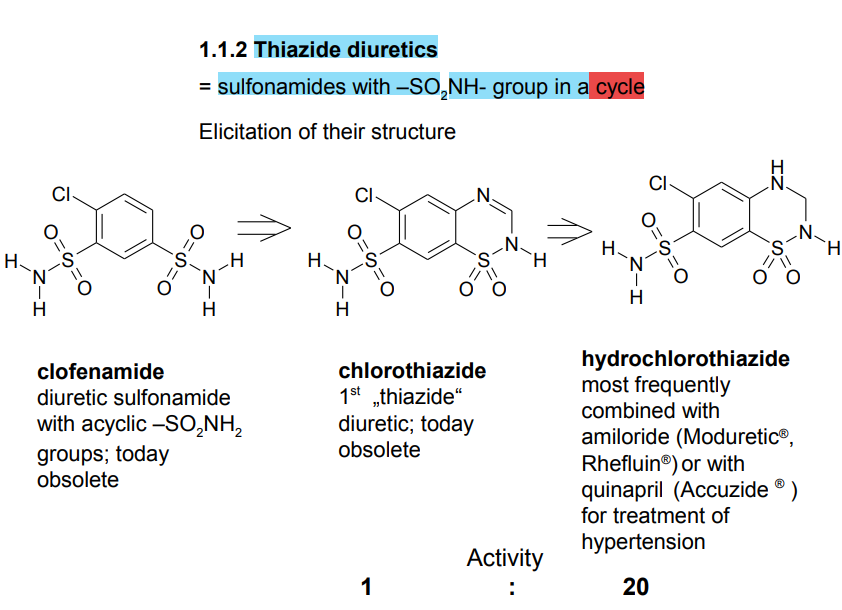 1.1.2 Thiazide diuretics
= sulfonamides with –SO2NH- group in a cycle
Elicitation of their structure
Cl
O
O
S
S
H
N
H
O
O
N
H
H
Cl
N
N
H
O
S
S
H
N
H
O
O O
Cl
H
N
N
H
O
S
S
H
N
H
O
O O
clofenamide
diuretic sulfonamide
with acyclic –SO2NH2
groups; today
obsolete
chlorothiazide
1st „thiazide“
diuretic; today
obsolete
hydrochlorothiazide
most frequently
combined with
amiloride (Moduretic®,
Rhefluin®) or with
quinapril (Accuzide ® )
for treatment of
hypertension
Activity
1 : 20